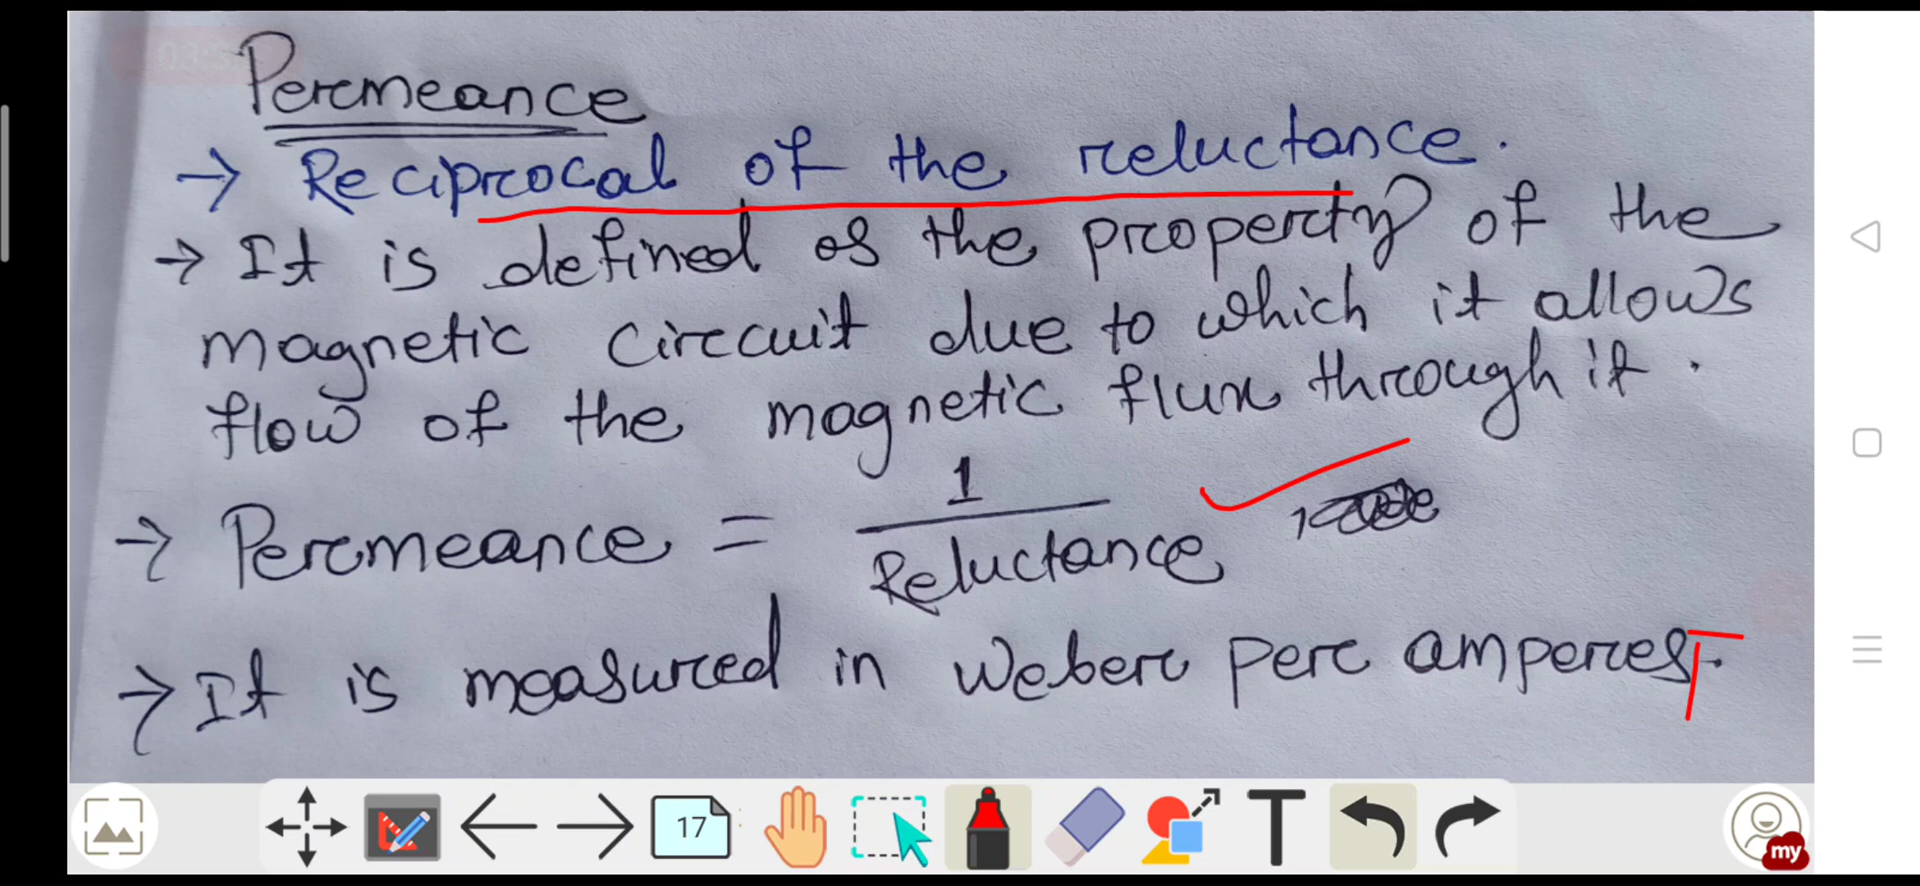 Permeance
→ Reciprocal of the reluctance.
→ It is defined as the property of the
magnetic circuit due to which it allows
flow of the magnetic flux through it.
→ Permeance = 1
Reluctance
→ It is measured in Weber per amperes T.
17
T
my